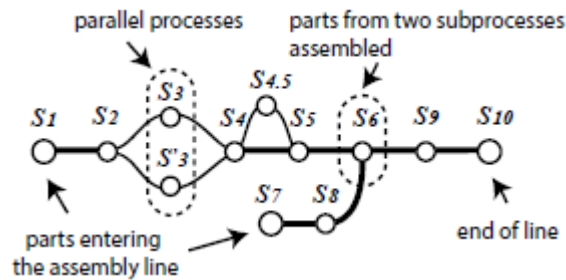 parallel processes
parts from two subprocesses
assembled
S1
S2
S3
S'3
S4
S4.5
S5
S6
S9
S10
S7
S8
parts entering
the assembly line
end of line